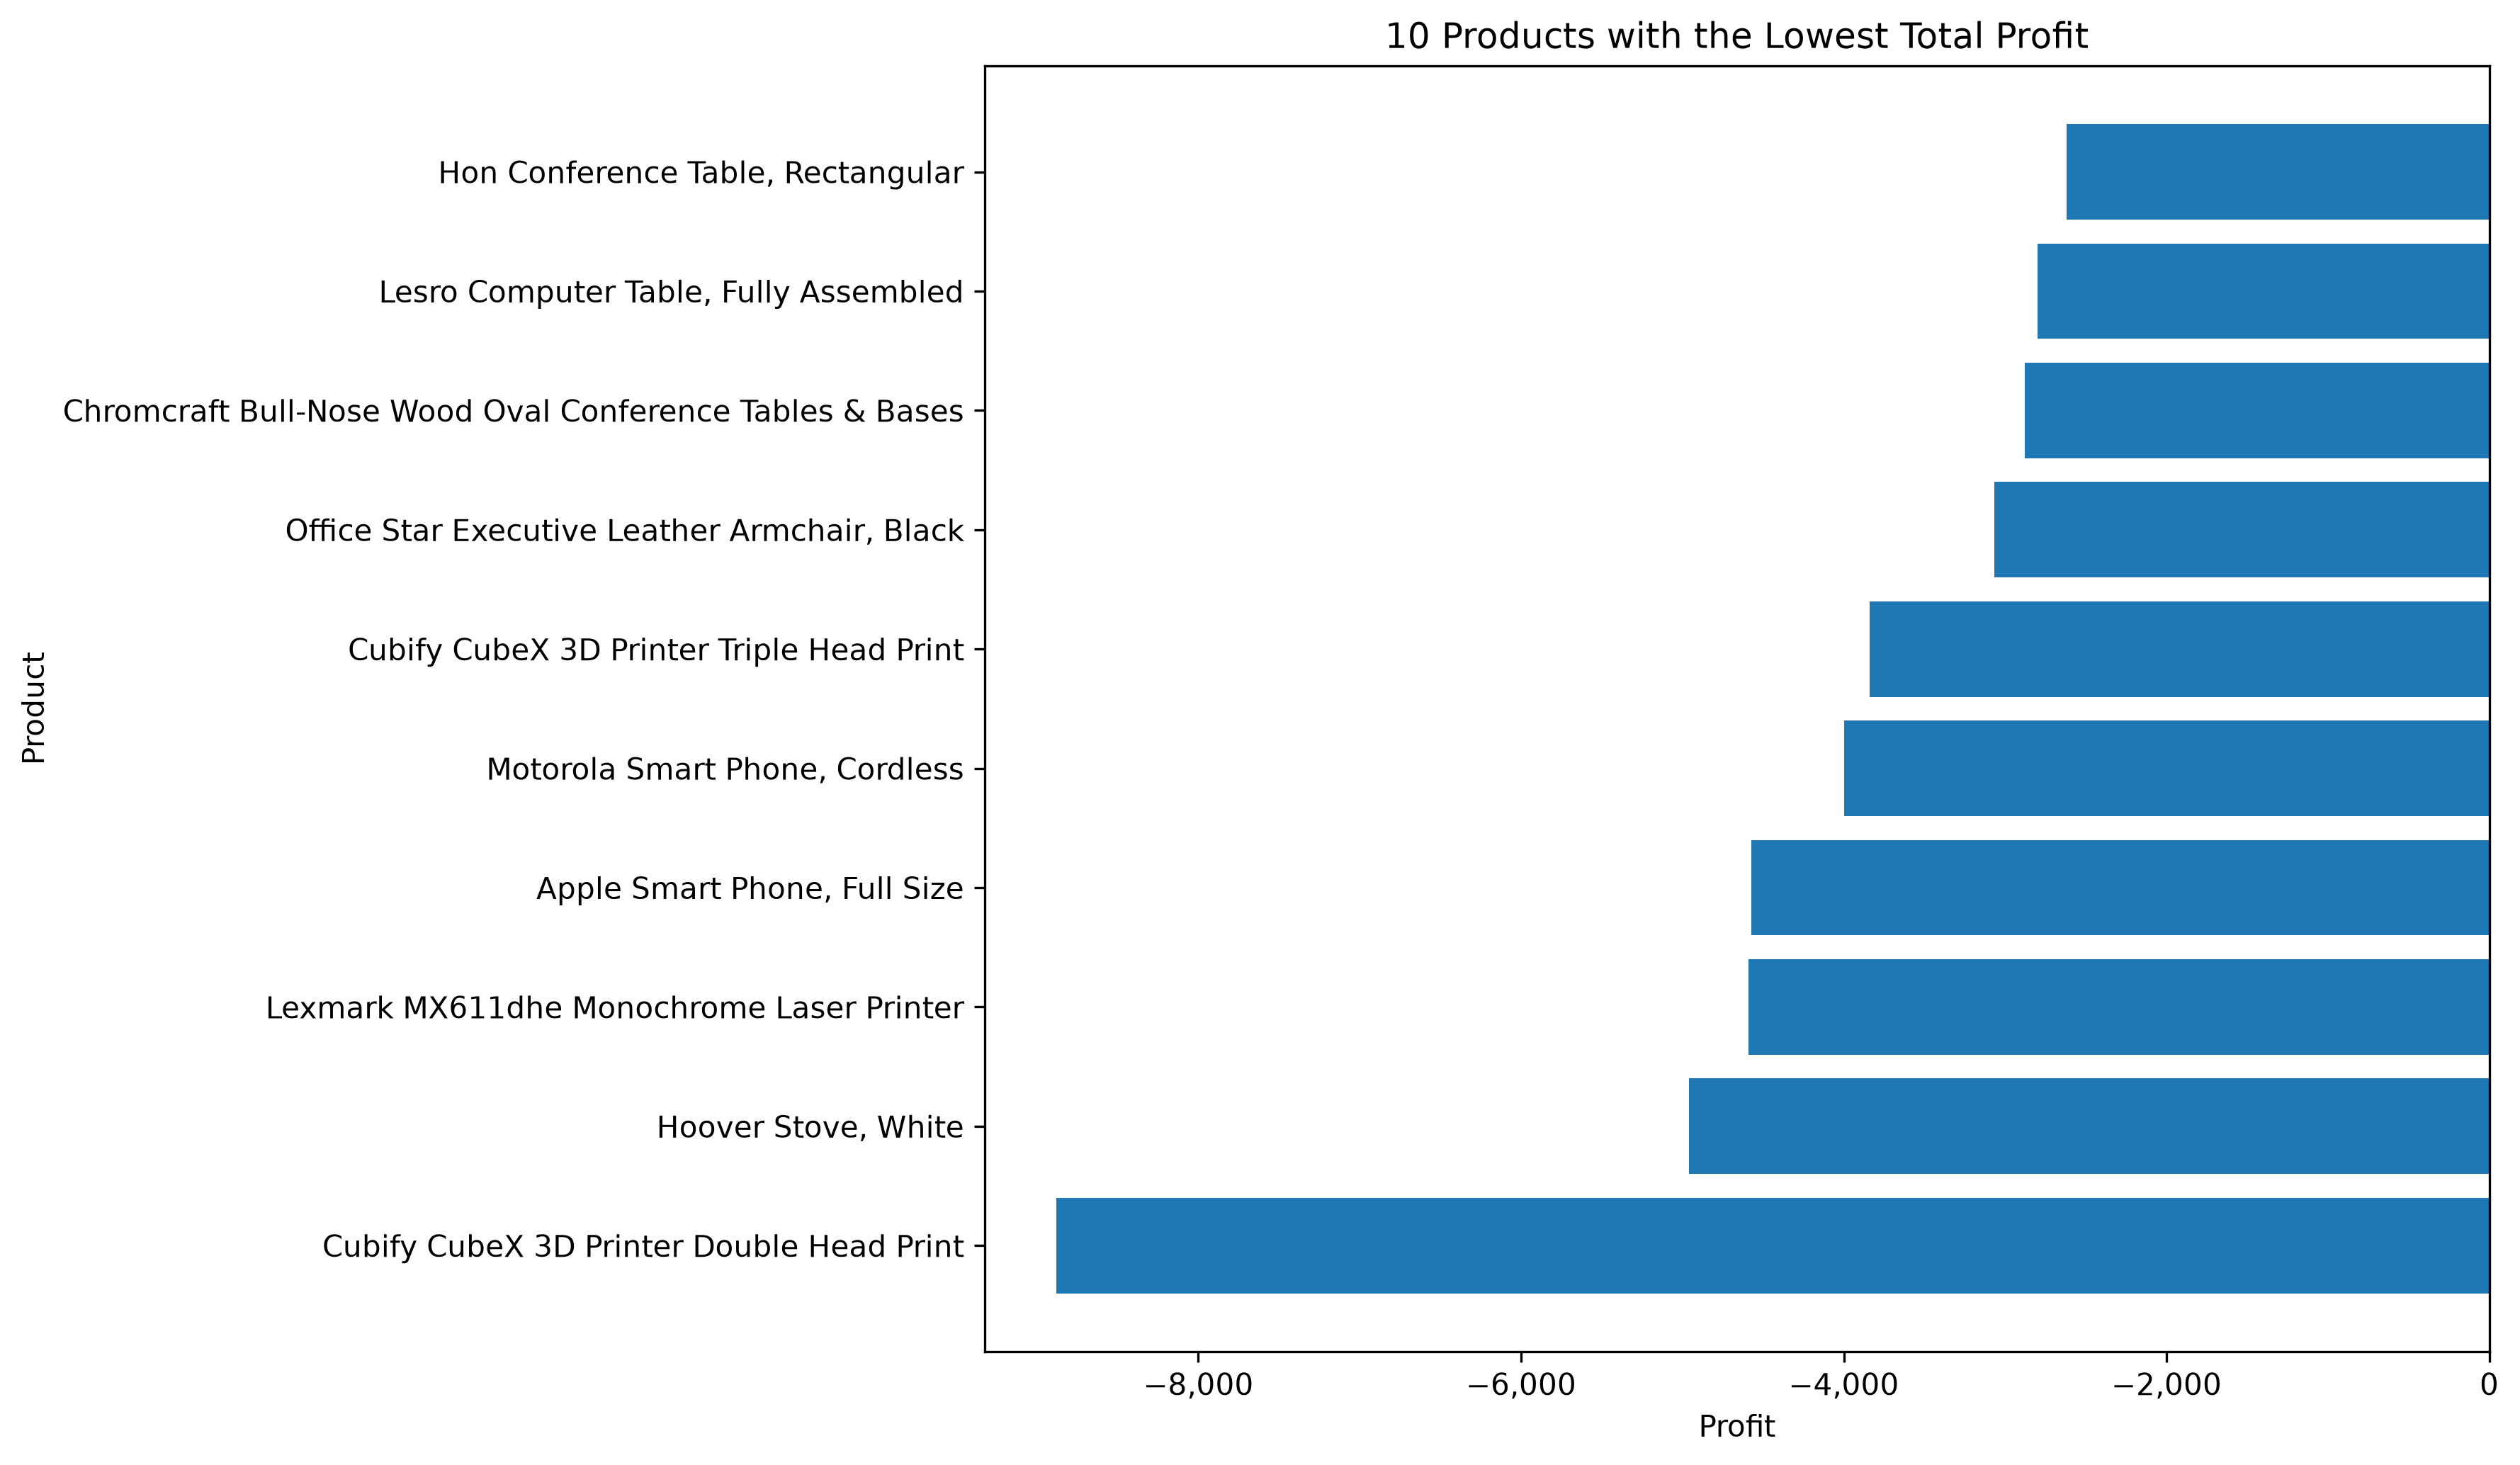 10 Products with the Lowest Total Profit
Product
Hon Conference Table, Rectangular
Lesro Computer Table, Fully Assembled
Chromcraft Bull-Nose Wood Oval Conference Tables & Bases
Office Star Executive Leather Armchair, Black
Cubify CubeX 3D Printer Triple Head Print
Motorola Smart Phone, Cordless
Apple Smart Phone, Full Size
Lexmark MX611dhe Monochrome Laser Printer
Hoover Stove, White
Cubify CubeX 3D Printer Double Head Print
−8,000 −6,000 −4,000 −2,000 0
Profit